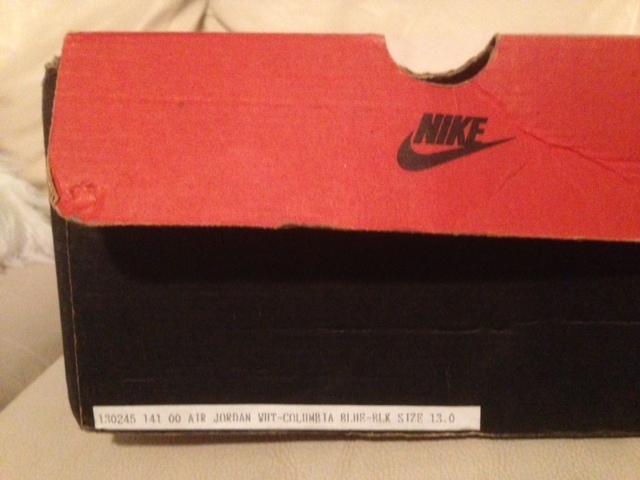 NIKE
130245 141 00 AIR JORDAN WHT-COLUMBIA BLUE-BLK SIZE 13.0